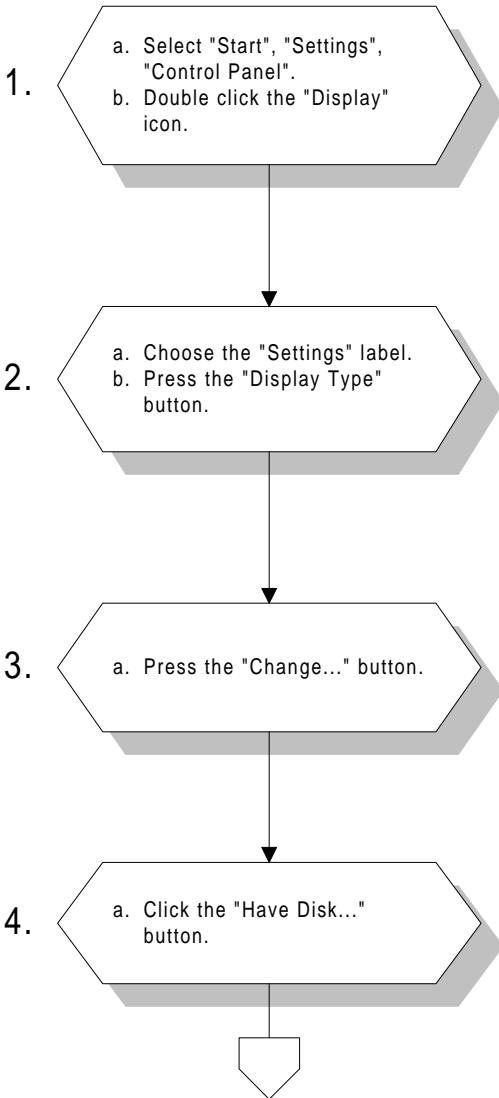 1.
a. Select "Start", "Settings",
"Control Panel".
b. Double click the "Display"
icon.
2.
a. Choose the "Settings" label.
b. Press the "Display Type"
button.
3.
a. Press the "Change..." button.
4.
a. Click the "Have Disk..."
button.